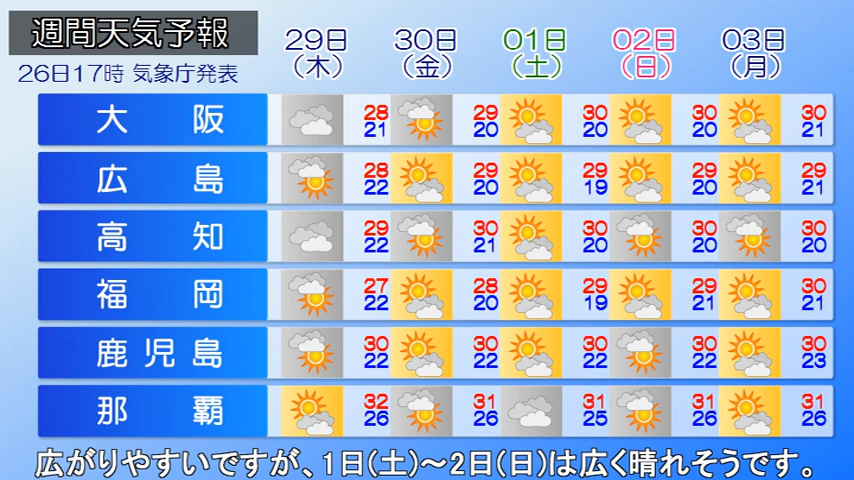 週間天気予報
26日17時 気象庁発表
29日 30日 01日 02日 03日
(木) (金) (土) (日) (月)
大阪 28 29 30 30 30
21 20 20 20 21
広島 28 29 29 29 29
22 20 19 20 21
高知 29 30 30 30 30
22 21 20 20 20
福岡 27 28 29 29 30
22 20 19 21 21
鹿児島 30 30 30 30 30
22 22 22 22 23
那覇 32 31 31 31 31
26 26 25 26 26
広がりやすいですが、1日(土)～2日(日)は広く晴れそうです。